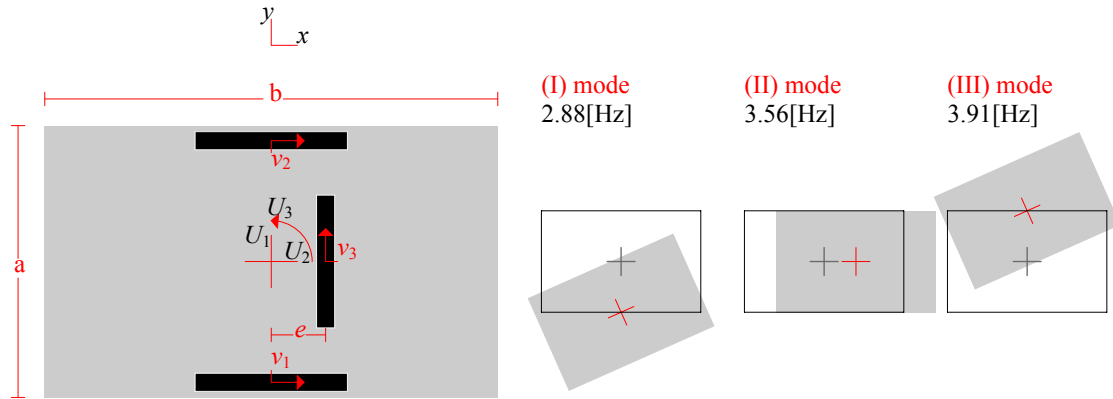 y
x
b
a
v2
U3
U1
U2
v3
e
v1
(I) mode
2.88[Hz]
(II) mode
3.56[Hz]
(III) mode
3.91[Hz]